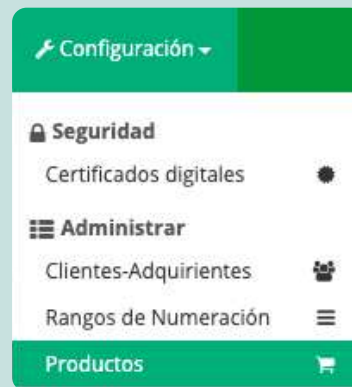 Configuración
Seguridad
Certificados digitales
Administrar
Clientes-Adquirientes
Rangos de Numeración
Productos